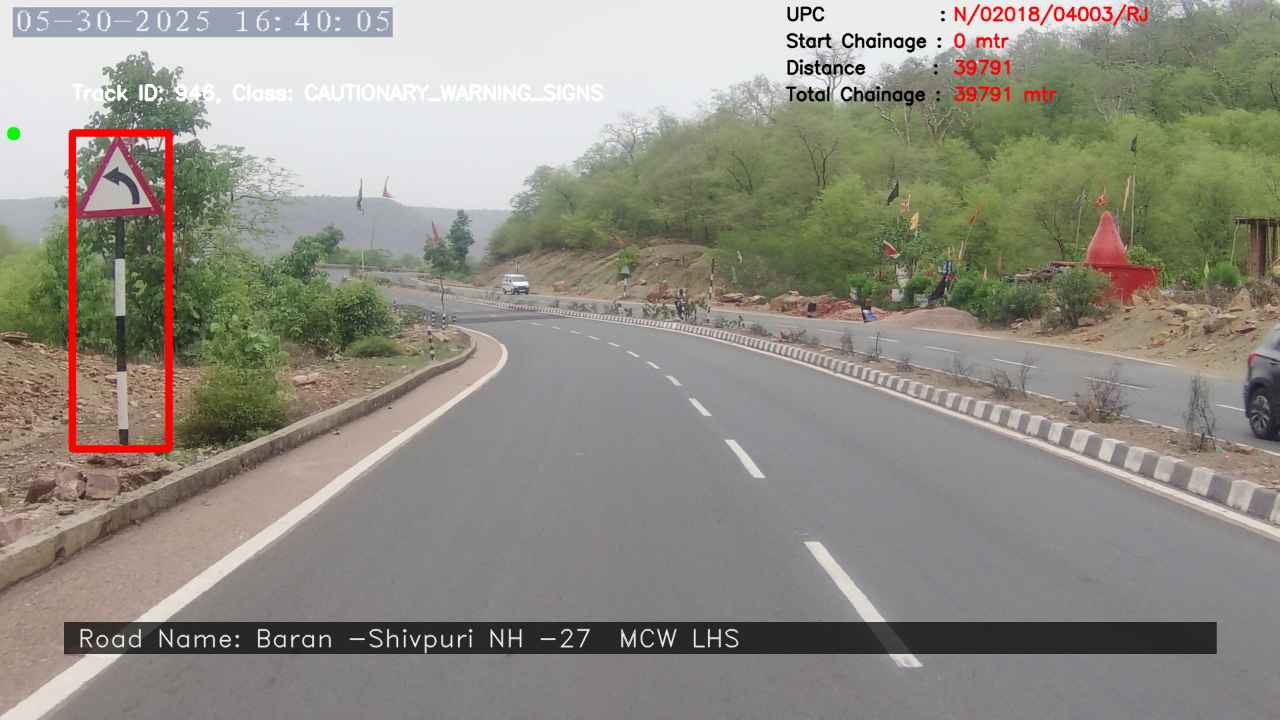 05-30-2025 16:40:05
UPC : N/02018/04003/RJ
Start Chainage : 0 mtr
Distance : 39791
Total Chainage : 39791 mtr
Track ID: 946, Class: CAUTIONARY_WARNING_SIGNS
Road Name: Baran -Shivpuri NH -27 MCW LHS